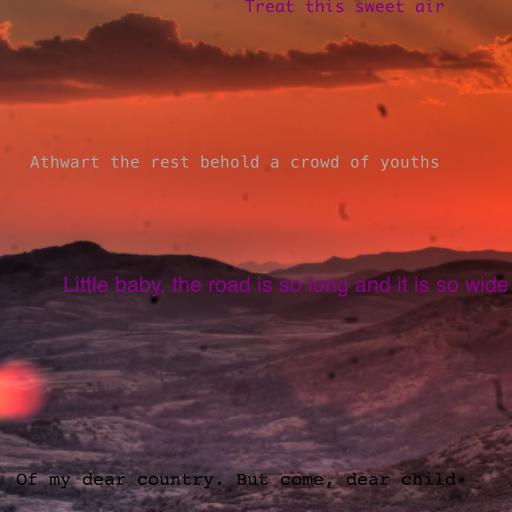 Treat this sweet air
Athwart the rest behold a crowd of youths
Little baby, the road is so long and it is so wide
Of my dear country. But come, dear child